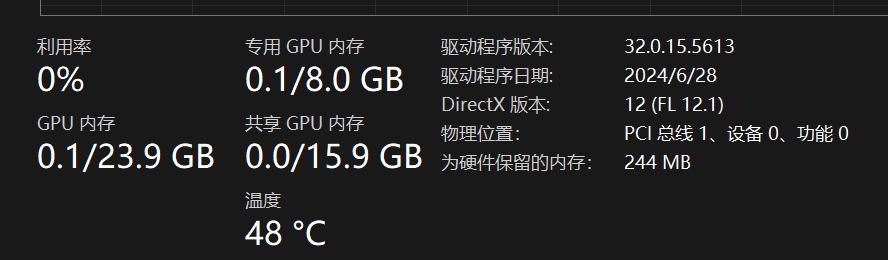 利用率
0%
专用 GPU 内存
0.1/8.0 GB
GPU 内存
0.1/23.9 GB
共享 GPU 内存
0.0/15.9 GB
温度
48 °C
驱动程序版本: 32.0.15.5613
驱动程序日期: 2024/6/28
DirectX 版本: 12 (FL 12.1)
物理位置: PCI 总线 1、设备 0、功能 0
为硬件保留的内存: 244 MB